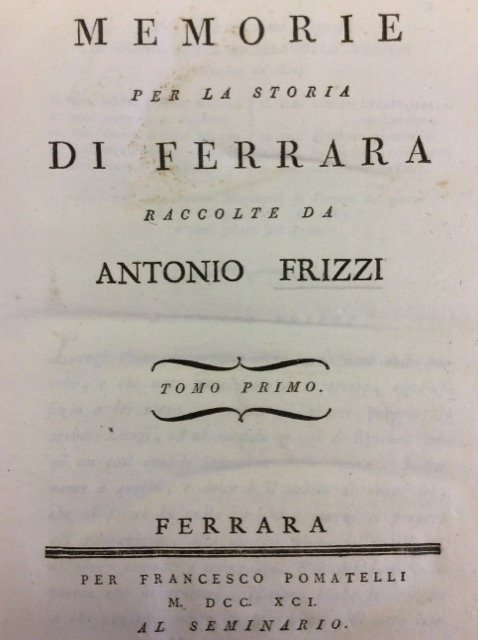 MEMORIE
PER LA STORIA
DI FERRARA
RACCOLTE DA
ANTONIO FRIZZI
TOMO PRIMO.
FERRARA
PER FRANCESCO POMATELLI
M. DCC. XCI.
AL SEMINARIO.